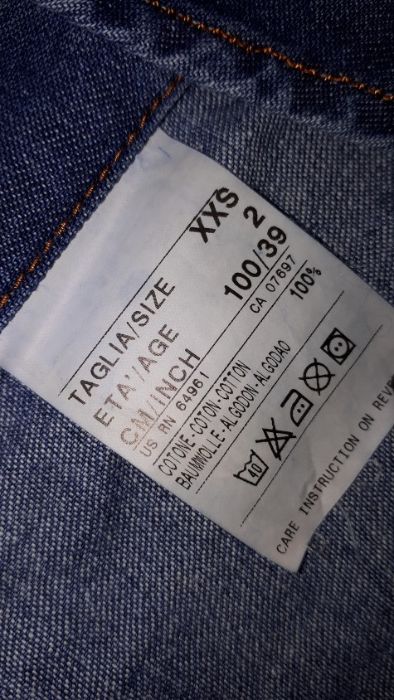 TAGLIA/SIZE XXS
ETA'/AGE 2
CM/INCH 100/39
US RN 64961 CA 07697
COTONE-COTON-COTTON 100%
BAUMWOLLE-ALGODON-ALGODAO
CARE INSTRUCTION ON REVE